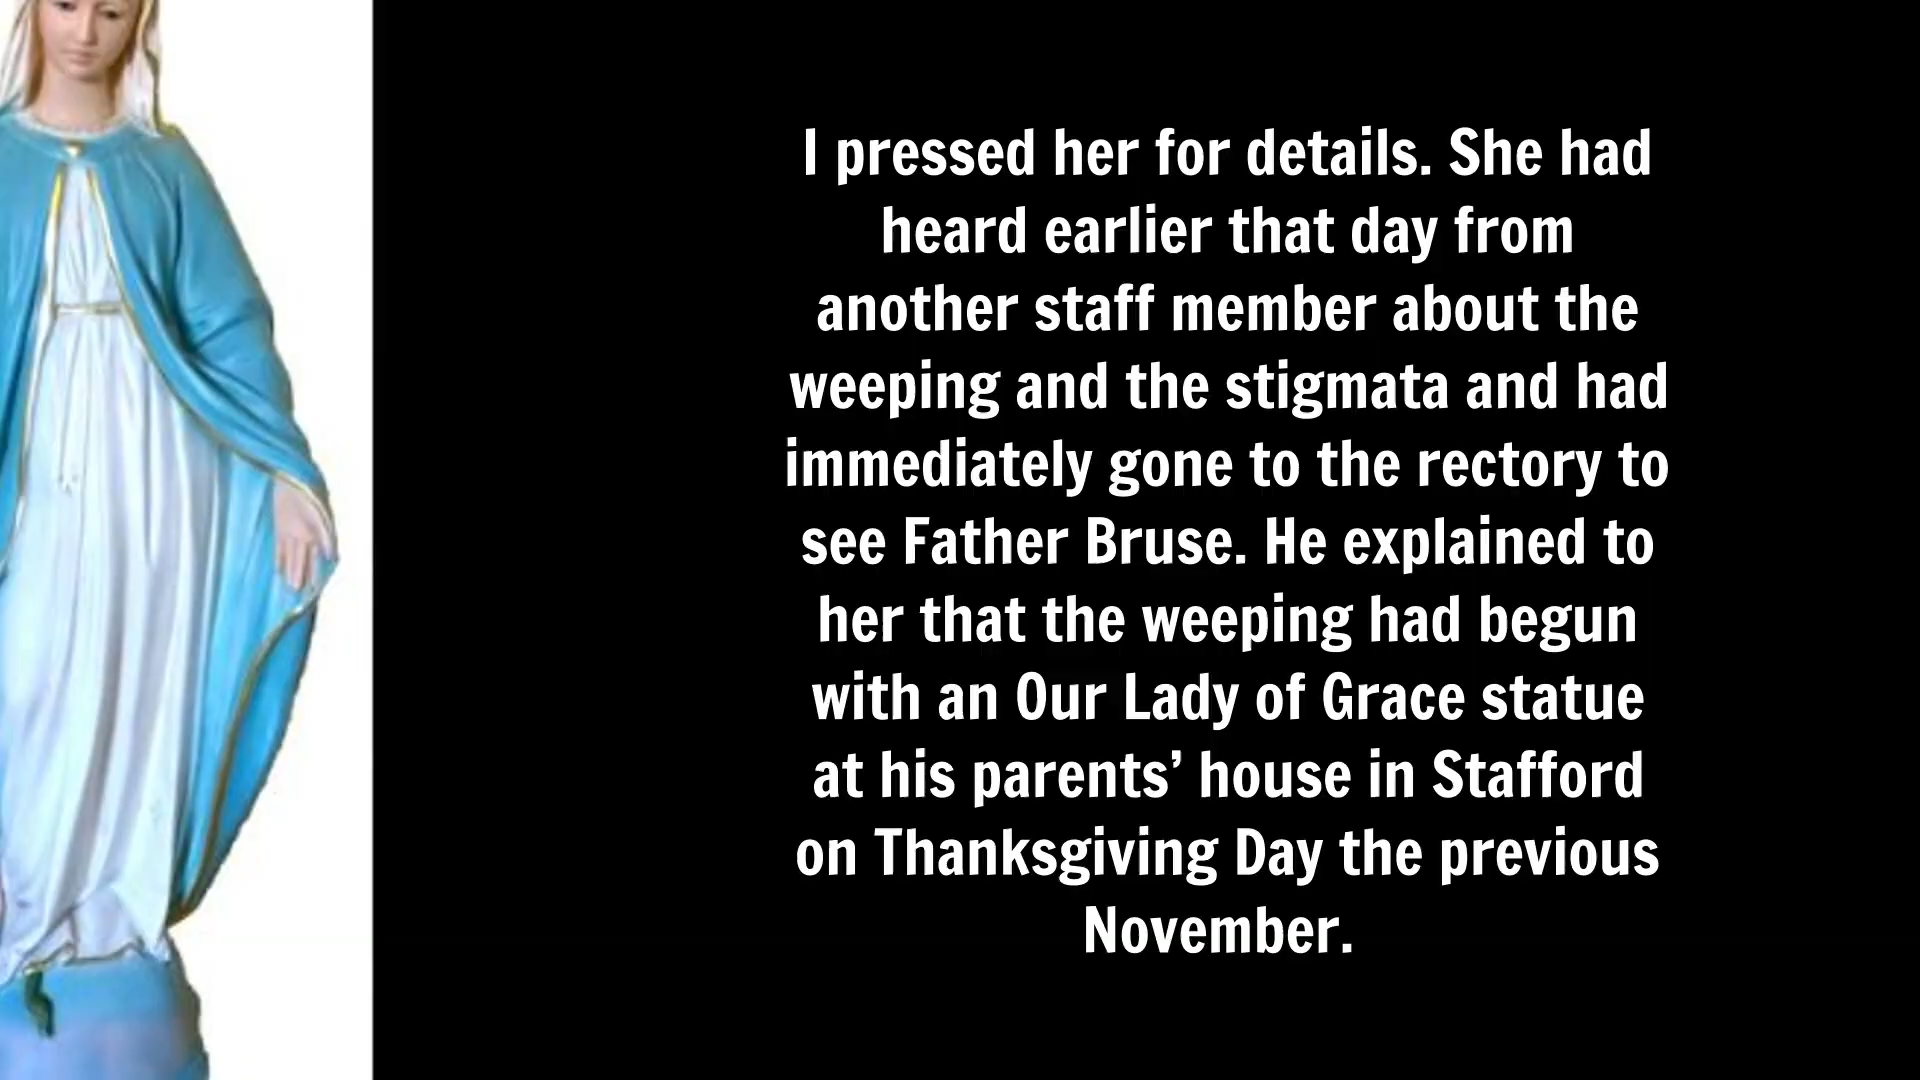 I pressed her for details. She had
heard earlier that day from
another staff member about the
weeping and the stigmata and had
immediately gone to the rectory to
see Father Bruse. He explained to
her that the weeping had begun
with an Our Lady of Grace statue
at his parents’ house in Stafford
on Thanksgiving Day the previous
November.